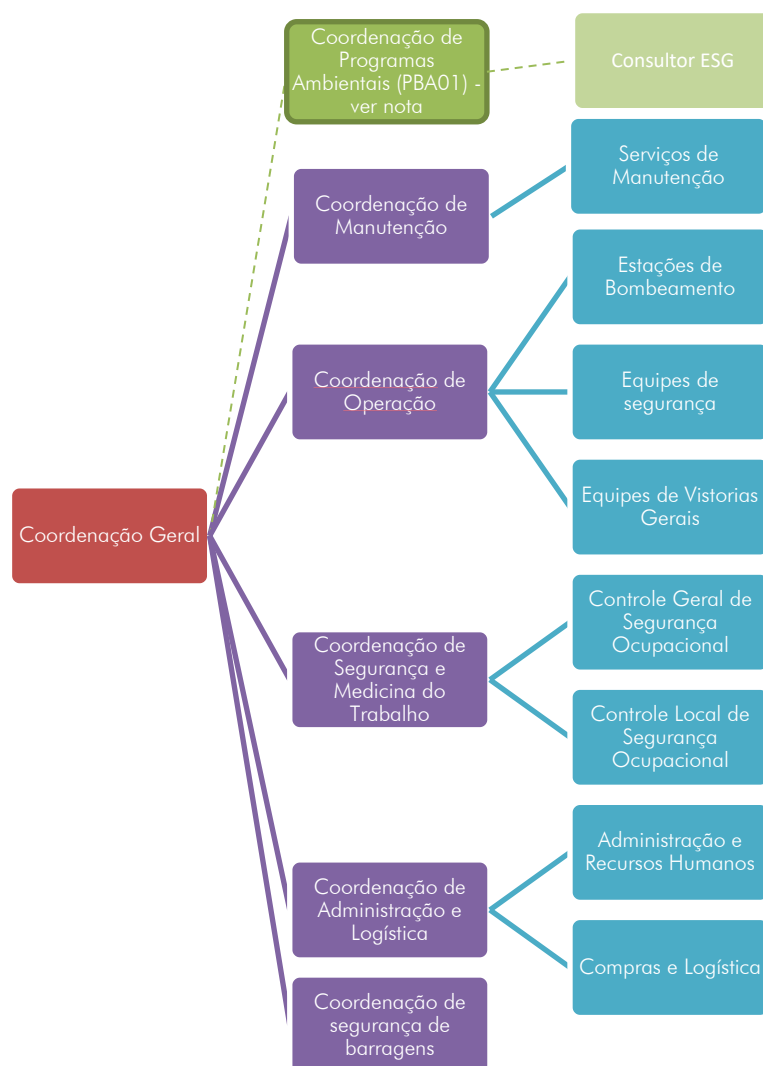 Coordenação de
Programas
Ambientais (PBA01) -
ver nota
Consultor ESG
Serviços de
Manutenção
Coordenação de
Manutenção
Estações de
Bombeamento
Coordenação de
Operação
Equipes de
segurança
Equipes de Vistorias
Gerais
Coordenação Geral
Controle Geral de
Segurança
Ocupacional
Coordenação de
Segurança e
Medicina do
Trabalho
Controle Local de
Segurança
Ocupacional
Administração e
Recursos Humanos
Coordenação de
Administração e
Logística
Compras e Logística
Coordenação de
segurança de
barragens